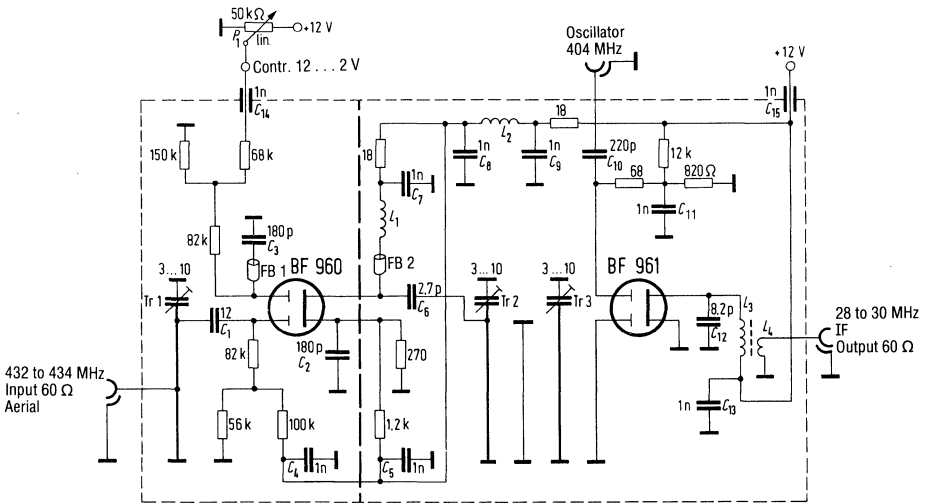 50 kΩ
+12 V
P1
lin.
Contr. 12 ... 2 V
1n
C14
150 k
68 k
82 k
180 p
C3
FB 1
BF 960
3...10
Tr 1
12
C1
82 k
180 p
C2
270
432 to 434 MHz
Input 60 Ω
Aerial
56 k
100 k
C4
1n
1,2 k
C5
1n
18
1n
C7
L1
FB 2
2,7 p
C6
1n
C8
L2
1n
C9
18
Oscillator
404 MHz
220p
C10
68
12 k
820 Ω
1n
C11
+12 V
1n
C15
3...10
Tr 2
3...10
Tr 3
BF 961
8,2p
C12
L3
L4
1n
C13
28 to 30 MHz
IF
Output 60 Ω